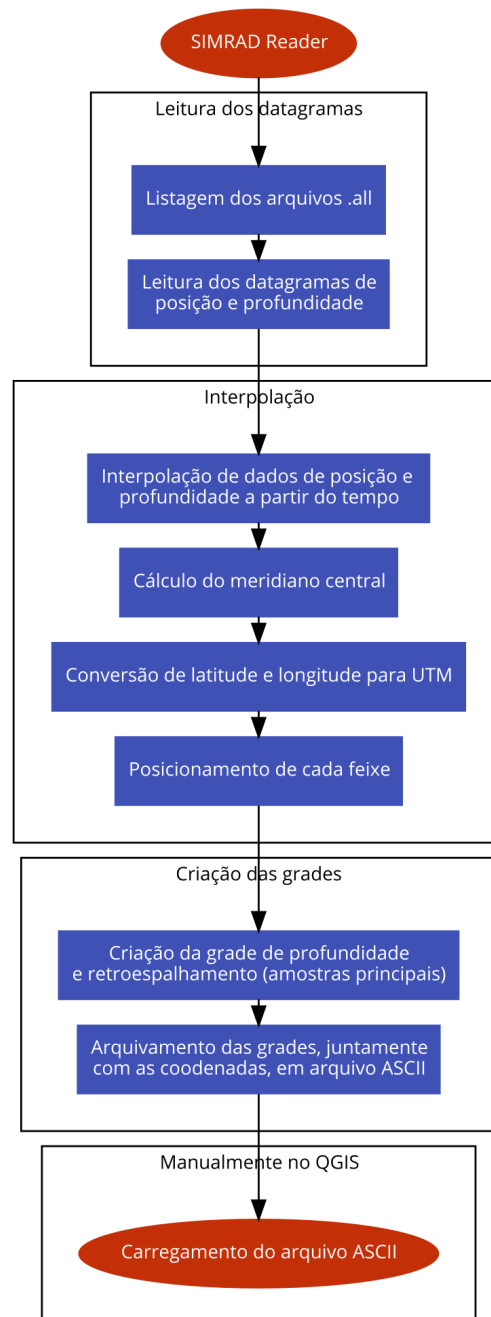 SIMRAD Reader
Leitura dos datagramas
Listagem dos arquivos .all
Leitura dos datagramas de
posição e profundidade
Interpolação
Interpolação de dados de posição e
profundidade a partir do tempo
Cálculo do meridiano central
Conversão de latitude e longitude para UTM
Posicionamento de cada feixe
Criação das grades
Criação da grade de profundidade
e retroespalhamento (amostras principais)
Arquivamento das grades, juntamente
com as coodenadas, em arquivo ASCII
Manualmente no QGIS
Carregamento do arquivo ASCII